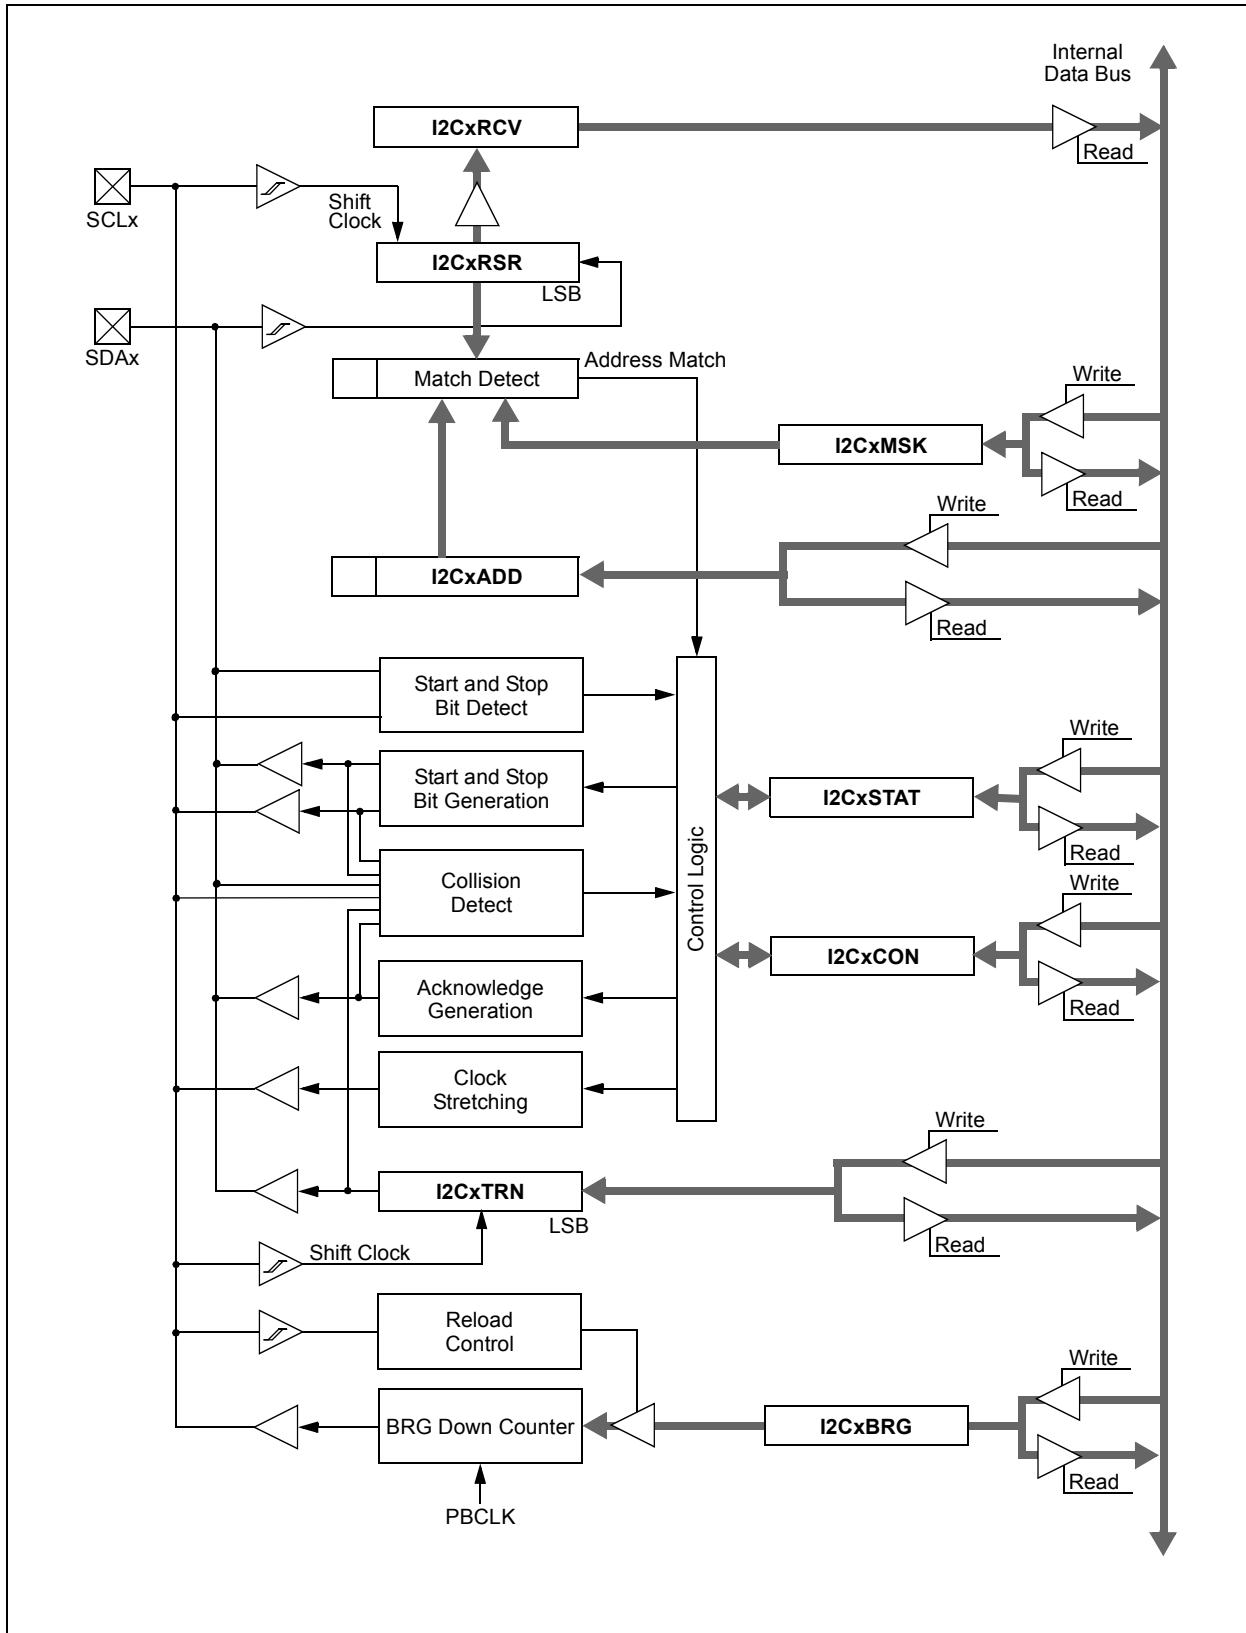 Internal
Data Bus
I2CxRCV
Read
SCLx
Shift
Clock
I2CxRSR
LSB
SDAx
Address Match
Match Detect
Write
I2CxMSK
Read
Write
I2CxADD
Read
Start and Stop
Bit Detect
Write
Start and Stop
Bit Generation
I2CxSTAT
Read
Control Logic
Collision
Detect
Write
I2CxCON
Read
Acknowledge
Generation
Clock
Stretching
Write
I2CxTRN
LSB
Read
Shift Clock
Reload
Control
Write
BRG Down Counter
I2CxBRG
Read
PBCLK